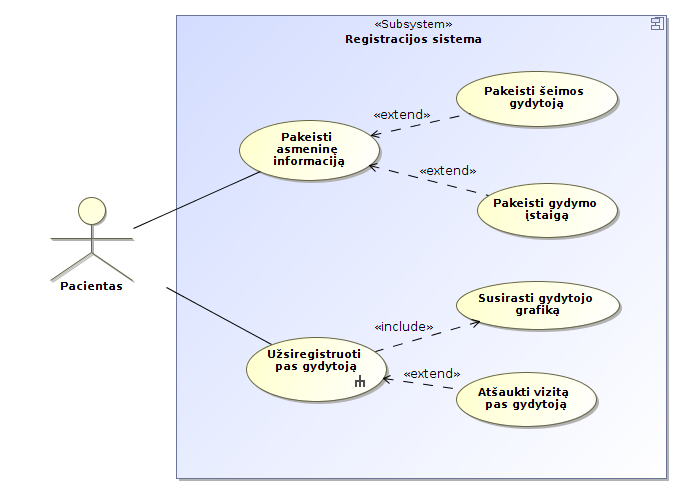 «Subsystem»
Registracijos sistema
Pakeisti šeimos
gydytoją
«extend»
Pakeisti
asmeninę
informaciją
«extend»
Pakeisti gydymo
įstaigą
Pacientas
Susirasti gydytojo
grafiką
«include»
Užsiregistruoti
pas gydytoją
«extend»
Atšaukti vizitą
pas gydytoją